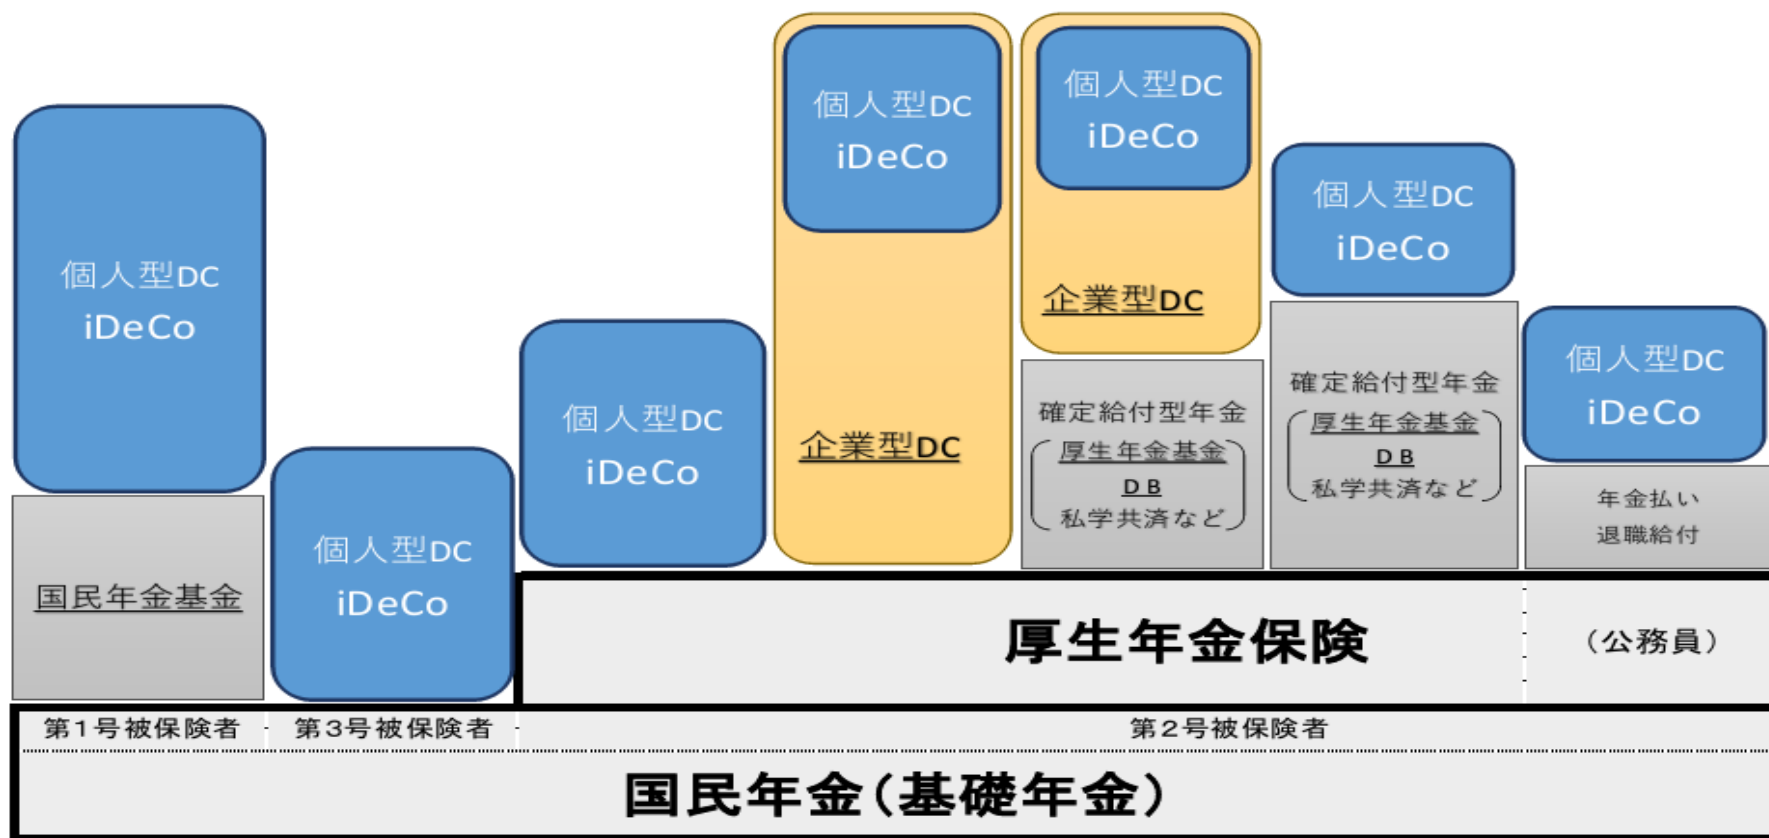 個人型DC
iDeCo
国民年金基金
個人型DC
iDeCo
個人型DC
iDeCo
個人型DC
iDeCo
企業型DC
個人型DC
iDeCo
企業型DC
確定給付型年金
厚生年金基金
DB
私学共済など
個人型DC
iDeCo
確定給付型年金
厚生年金基金
DB
私学共済など
個人型DC
iDeCo
年金払い
退職給付
厚生年金保険
（公務員）
第1号被保険者
第3号被保険者
第2号被保険者
国民年金（基礎年金）